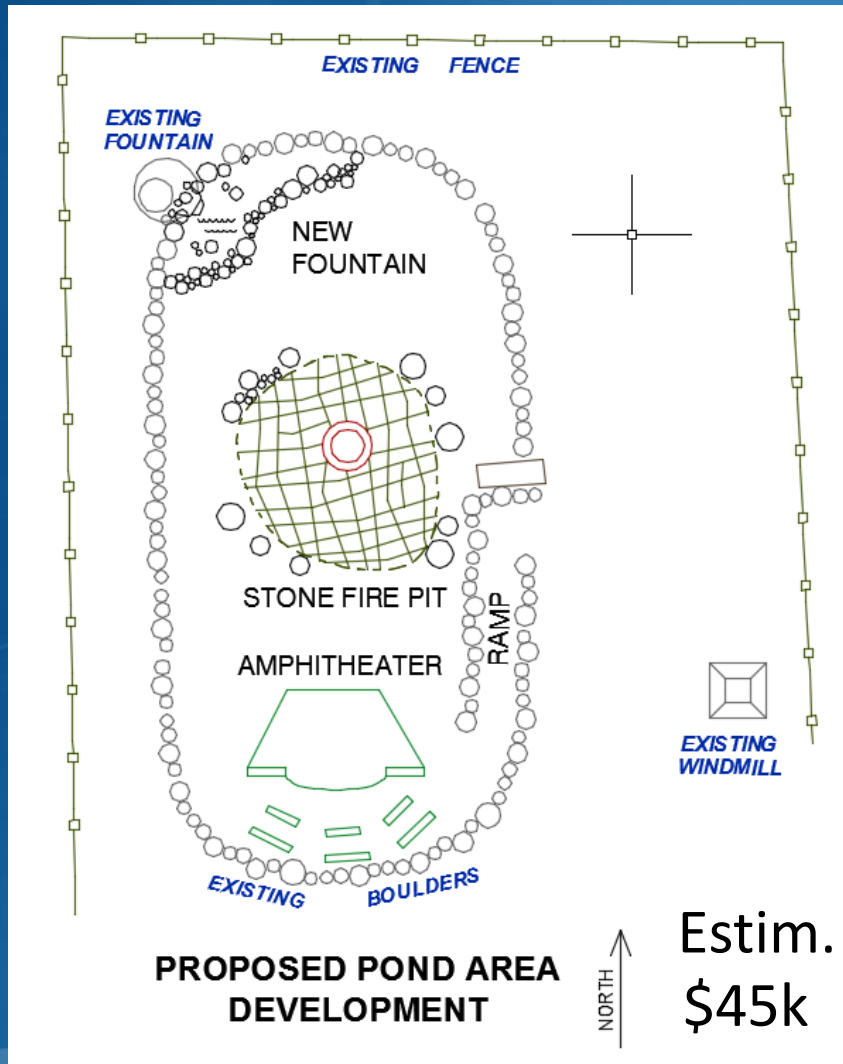 EXISTING FENCE
EXISTING
FOUNTAIN
NEW
FOUNTAIN
STONE FIRE PIT
RAMP
AMPHITHEATER
EXISTING
WINDMILL
EXISTING BOULDERS
PROPOSED POND AREA
DEVELOPMENT
NORTH
Estim.
$45k